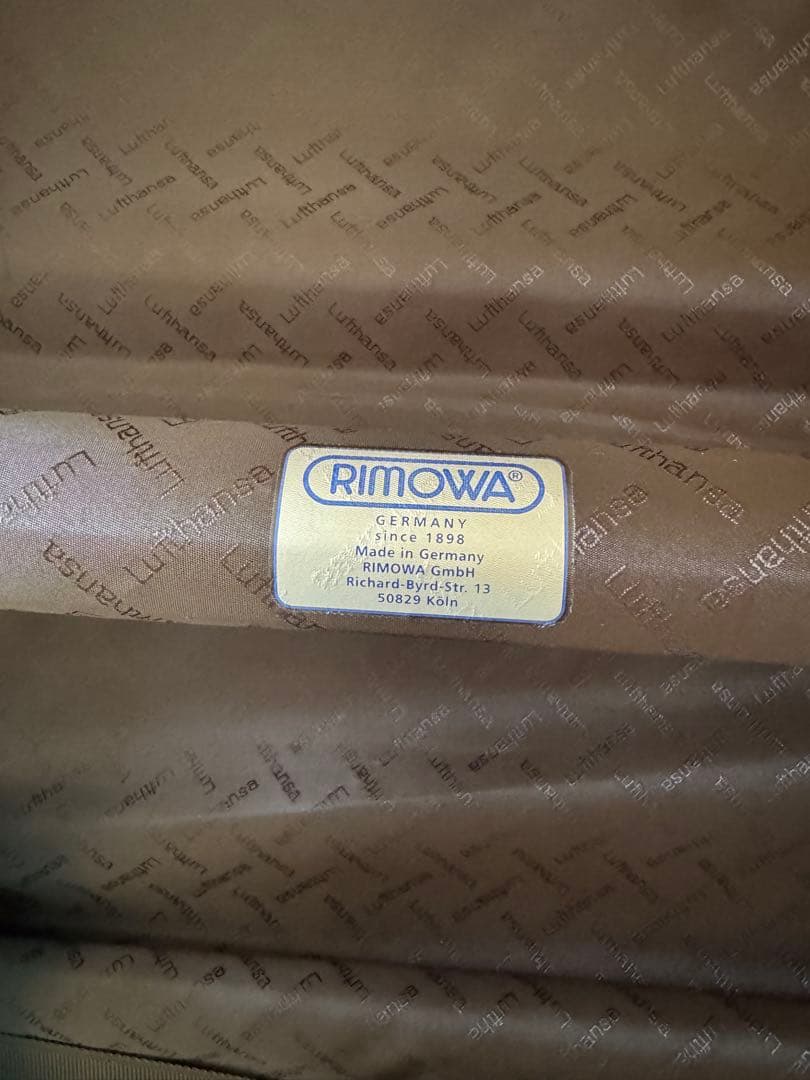 RIMOWA®
GERMANY
since 1898
Made in Germany
RIMOWA GmbH
Richard-Byrd-Str. 13
50829 Köln
Lufthansa